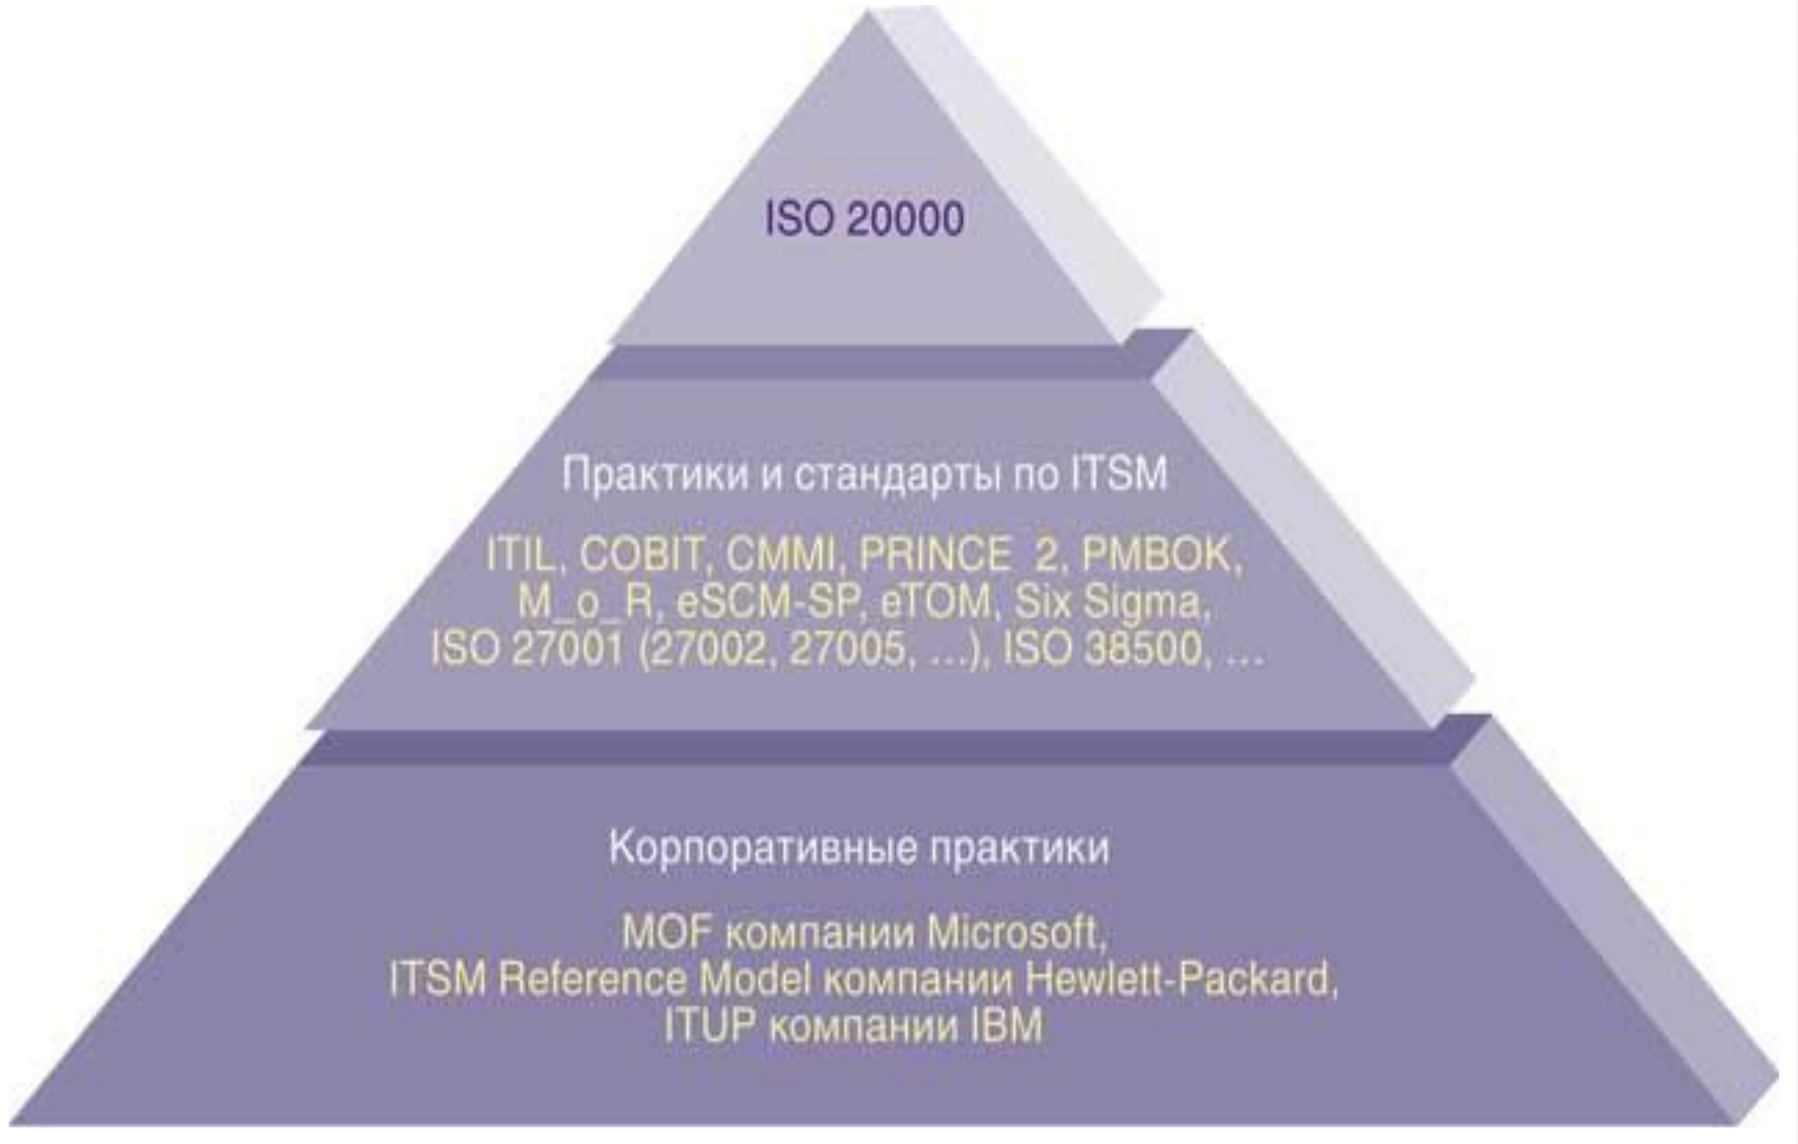 ISO 20000
Практики и стандарты по ITSM
ITIL, COBIT, CMMI, PRINCE 2, PMBOK,
M_o_R, eSCM-SP, eTOM, Six Sigma,
ISO 27001 (27002, 27005, ...), ISO 38500, ...
Корпоративные практики
MOF компании Microsoft,
ITSM Reference Model компании Hewlett-Packard,
ITUP компании IBM